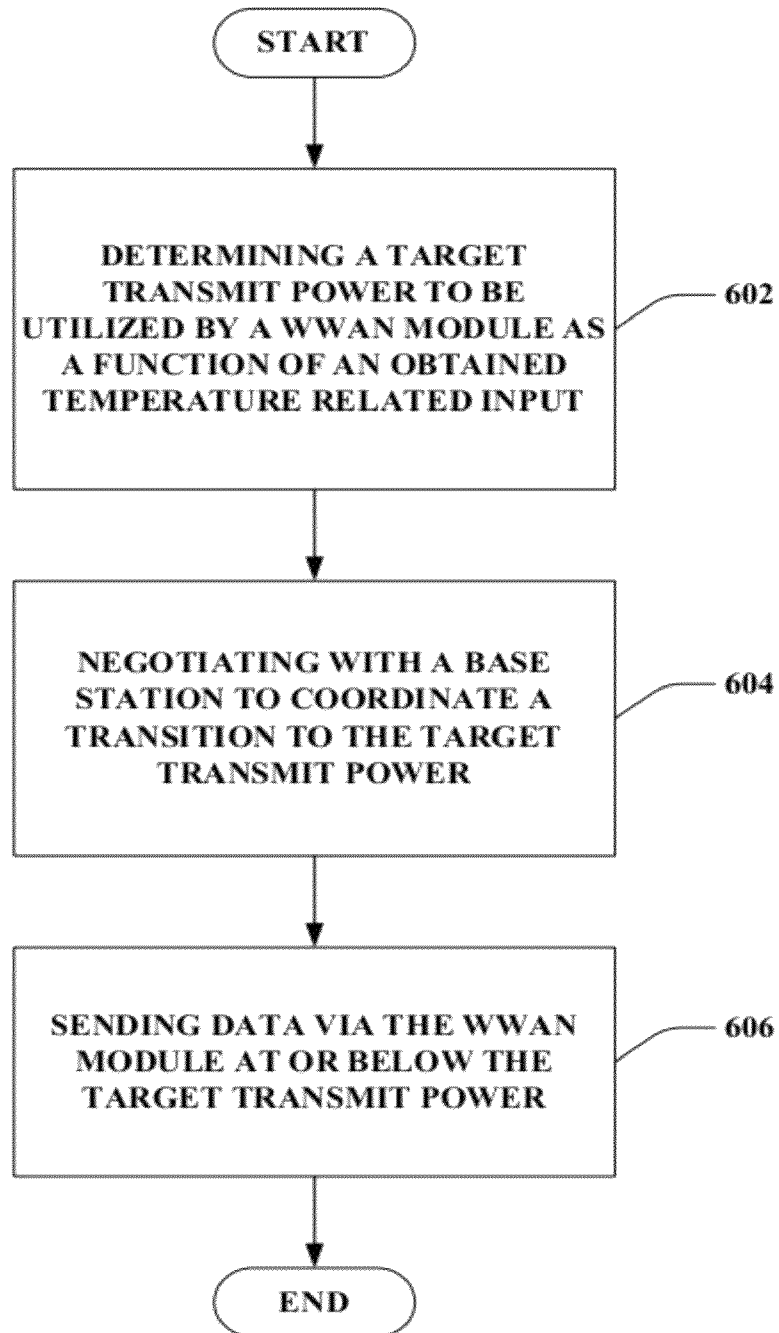 START
DETERMINING A TARGET
TRANSMIT POWER TO BE
UTILIZED BY A WWAN MODULE AS
A FUNCTION OF AN OBTAINED
TEMPERATURE RELATED INPUT
602
NEGOTIATING WITH A BASE
STATION TO COORDINATE A
TRANSITION TO THE TARGET
TRANSMIT POWER
604
SENDING DATA VIA THE WWAN
MODULE AT OR BELOW THE
TARGET TRANSMIT POWER
606
END